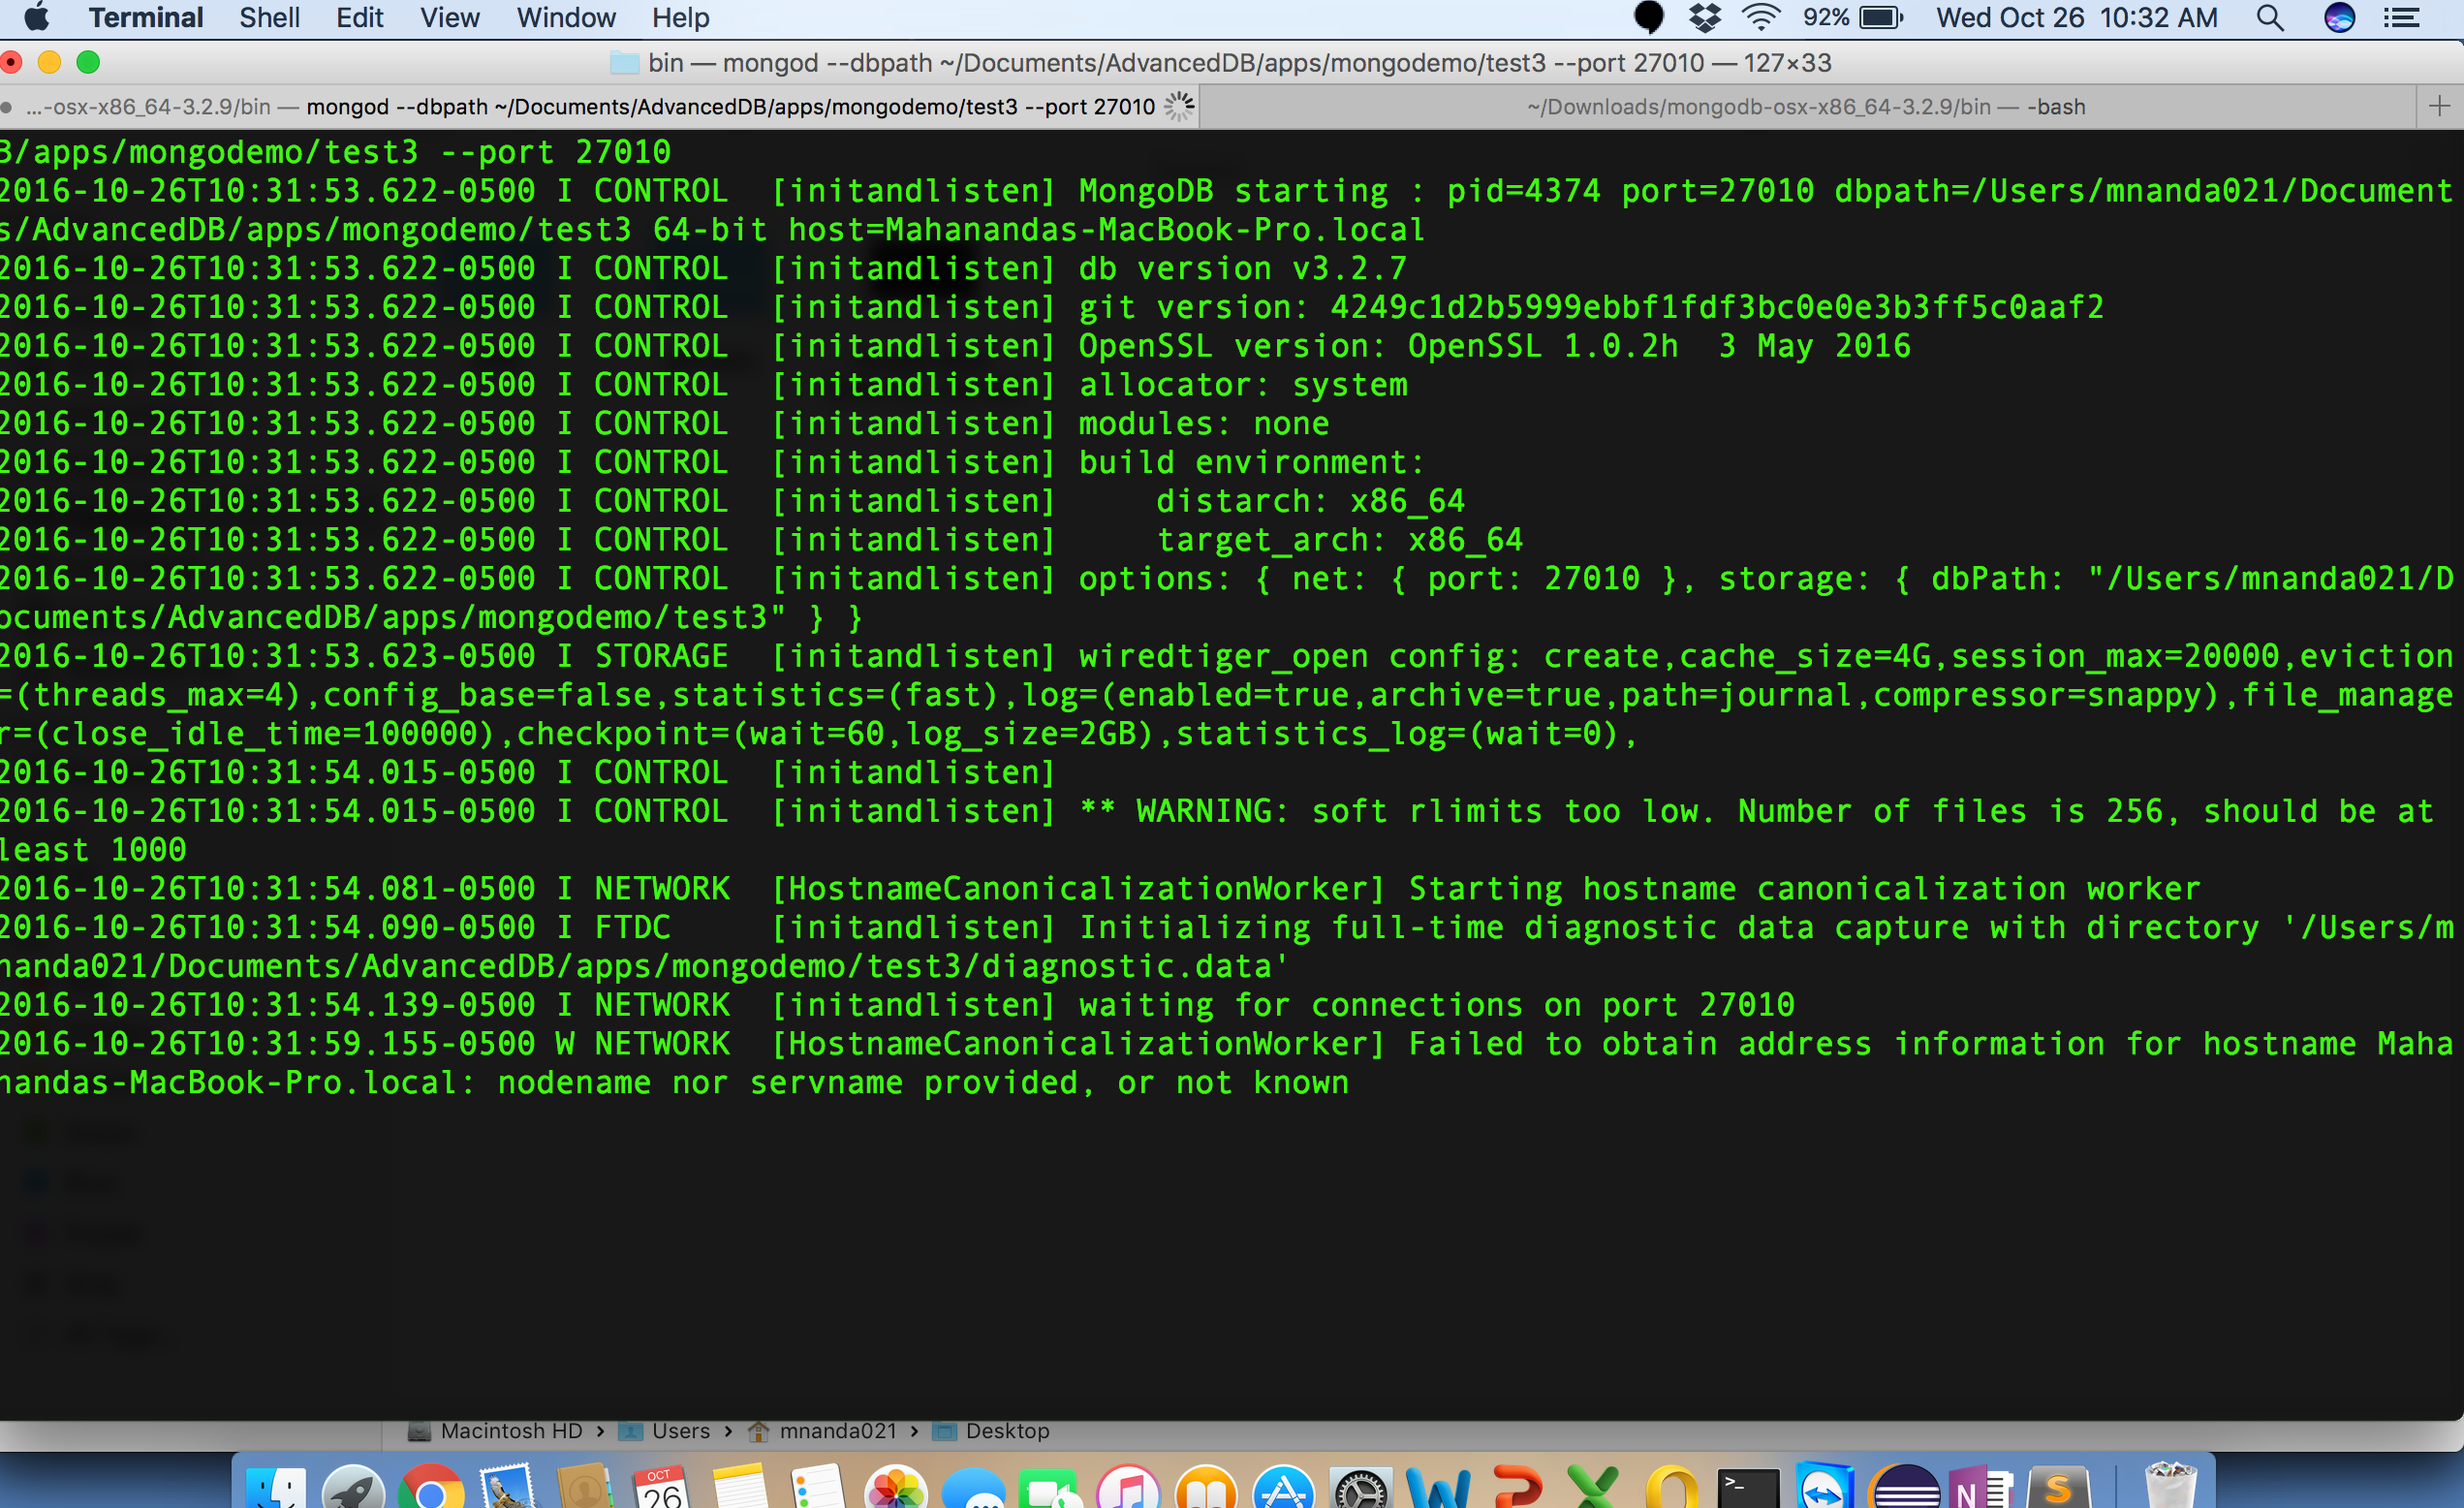 Terminal Shell Edit View Window Help 92% Wed Oct 26 10:32 AM
bin — mongod --dbpath ~/Documents/AdvancedDB/apps/mongodemo/test3 --port 27010 — 127×33
...-osx-x86_64-3.2.9/bin — mongod --dbpath ~/Documents/AdvancedDB/apps/mongodemo/test3 --port 27010 ~/Downloads/mongodb-osx-x86_64-3.2.9/bin — -bash
B/apps/mongodemo/test3 --port 27010
2016-10-26T10:31:53.622-0500 I CONTROL  [initandlisten] MongoDB starting : pid=4374 port=27010 dbpath=/Users/mnanda021/Document
s/AdvancedDB/apps/mongodemo/test3 64-bit host=Mahanandas-MacBook-Pro.local
2016-10-26T10:31:53.622-0500 I CONTROL  [initandlisten] db version v3.2.7
2016-10-26T10:31:53.622-0500 I CONTROL  [initandlisten] git version: 4249c1d2b5999ebbf1fdf3bc0e0e3b3ff5c0aaf2
2016-10-26T10:31:53.622-0500 I CONTROL  [initandlisten] OpenSSL version: OpenSSL 1.0.2h  3 May 2016
2016-10-26T10:31:53.622-0500 I CONTROL  [initandlisten] allocator: system
2016-10-26T10:31:53.622-0500 I CONTROL  [initandlisten] modules: none
2016-10-26T10:31:53.622-0500 I CONTROL  [initandlisten] build environment:
2016-10-26T10:31:53.622-0500 I CONTROL  [initandlisten]     distarch: x86_64
2016-10-26T10:31:53.622-0500 I CONTROL  [initandlisten]     target_arch: x86_64
2016-10-26T10:31:53.622-0500 I CONTROL  [initandlisten] options: { net: { port: 27010 }, storage: { dbPath: "/Users/mnanda021/D
ocuments/AdvancedDB/apps/mongodemo/test3" } }
2016-10-26T10:31:53.623-0500 I STORAGE  [initandlisten] wiredtiger_open config: create,cache_size=4G,session_max=20000,eviction
=(threads_max=4),config_base=false,statistics=(fast),log=(enabled=true,archive=true,path=journal,compressor=snappy),file_manage
r=(close_idle_time=100000),checkpoint=(wait=60,log_size=2GB),statistics_log=(wait=0),
2016-10-26T10:31:54.015-0500 I CONTROL  [initandlisten]
2016-10-26T10:31:54.015-0500 I CONTROL  [initandlisten] ** WARNING: soft rlimits too low. Number of files is 256, should be at
least 1000
2016-10-26T10:31:54.081-0500 I NETWORK  [HostnameCanonicalizationWorker] Starting hostname canonicalization worker
2016-10-26T10:31:54.090-0500 I FTDC     [initandlisten] Initializing full-time diagnostic data capture with directory '/Users/m
nanda021/Documents/AdvancedDB/apps/mongodemo/test3/diagnostic.data'
2016-10-26T10:31:54.139-0500 I NETWORK  [initandlisten] waiting for connections on port 27010
2016-10-26T10:31:59.155-0500 W NETWORK  [HostnameCanonicalizationWorker] Failed to obtain address information for hostname Maha
nandas-MacBook-Pro.local: nodename nor servname provided, or not known
Macintosh HD › Users › mnanda021 › Desktop
OCT
26